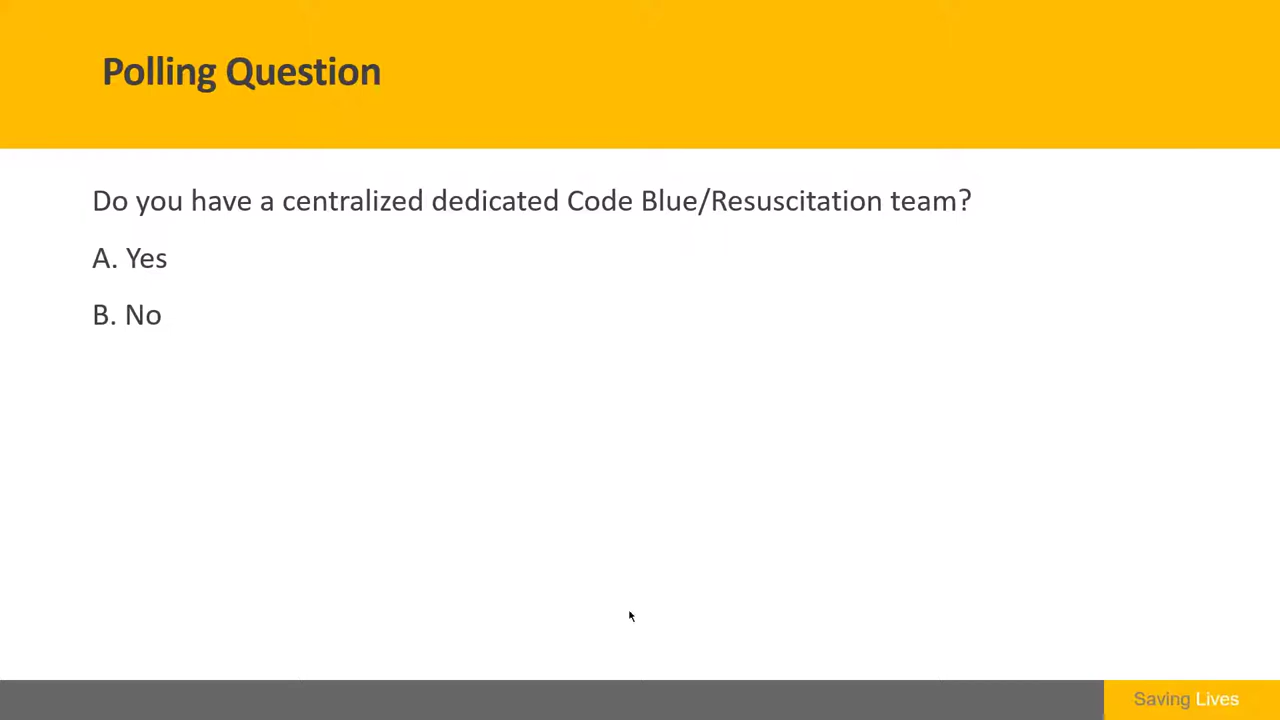 Polling Question
Do you have a centralized dedicated Code Blue/Resuscitation team?
A. Yes
B. No
Saving Lives